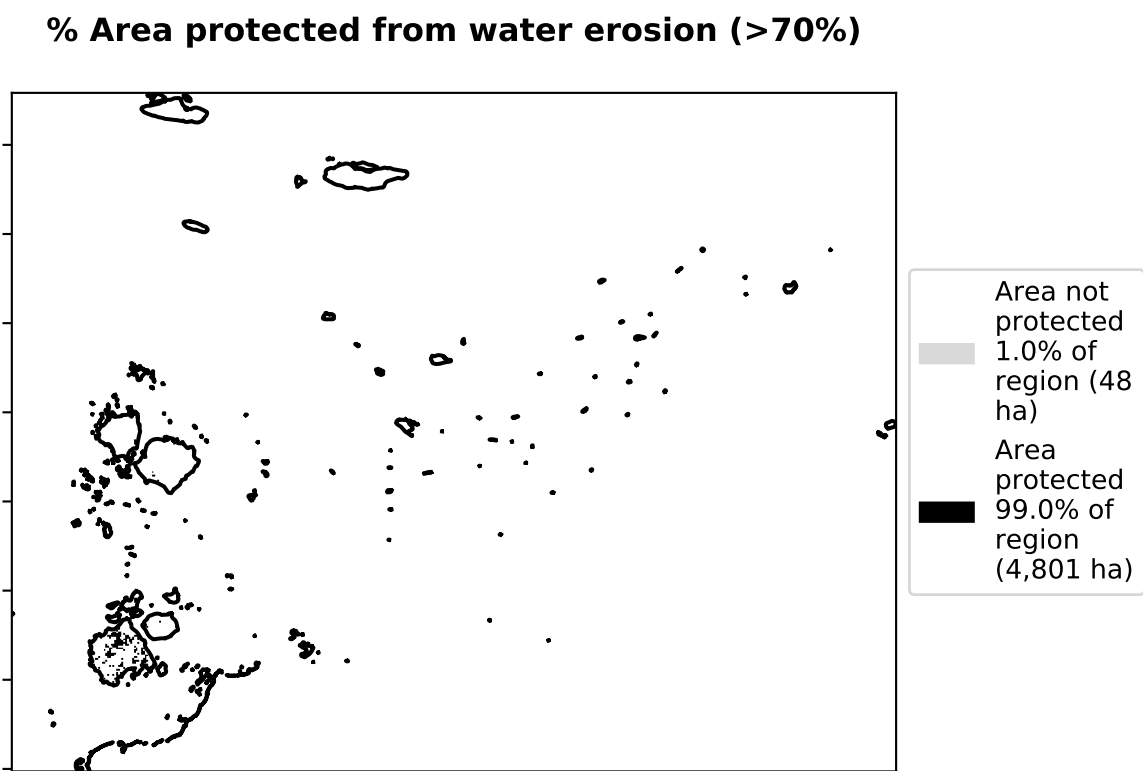 % Area protected from water erosion (>70%)
Area not
protected
1.0% of
region (48
ha)
Area
protected
99.0% of
region
(4,801 ha)